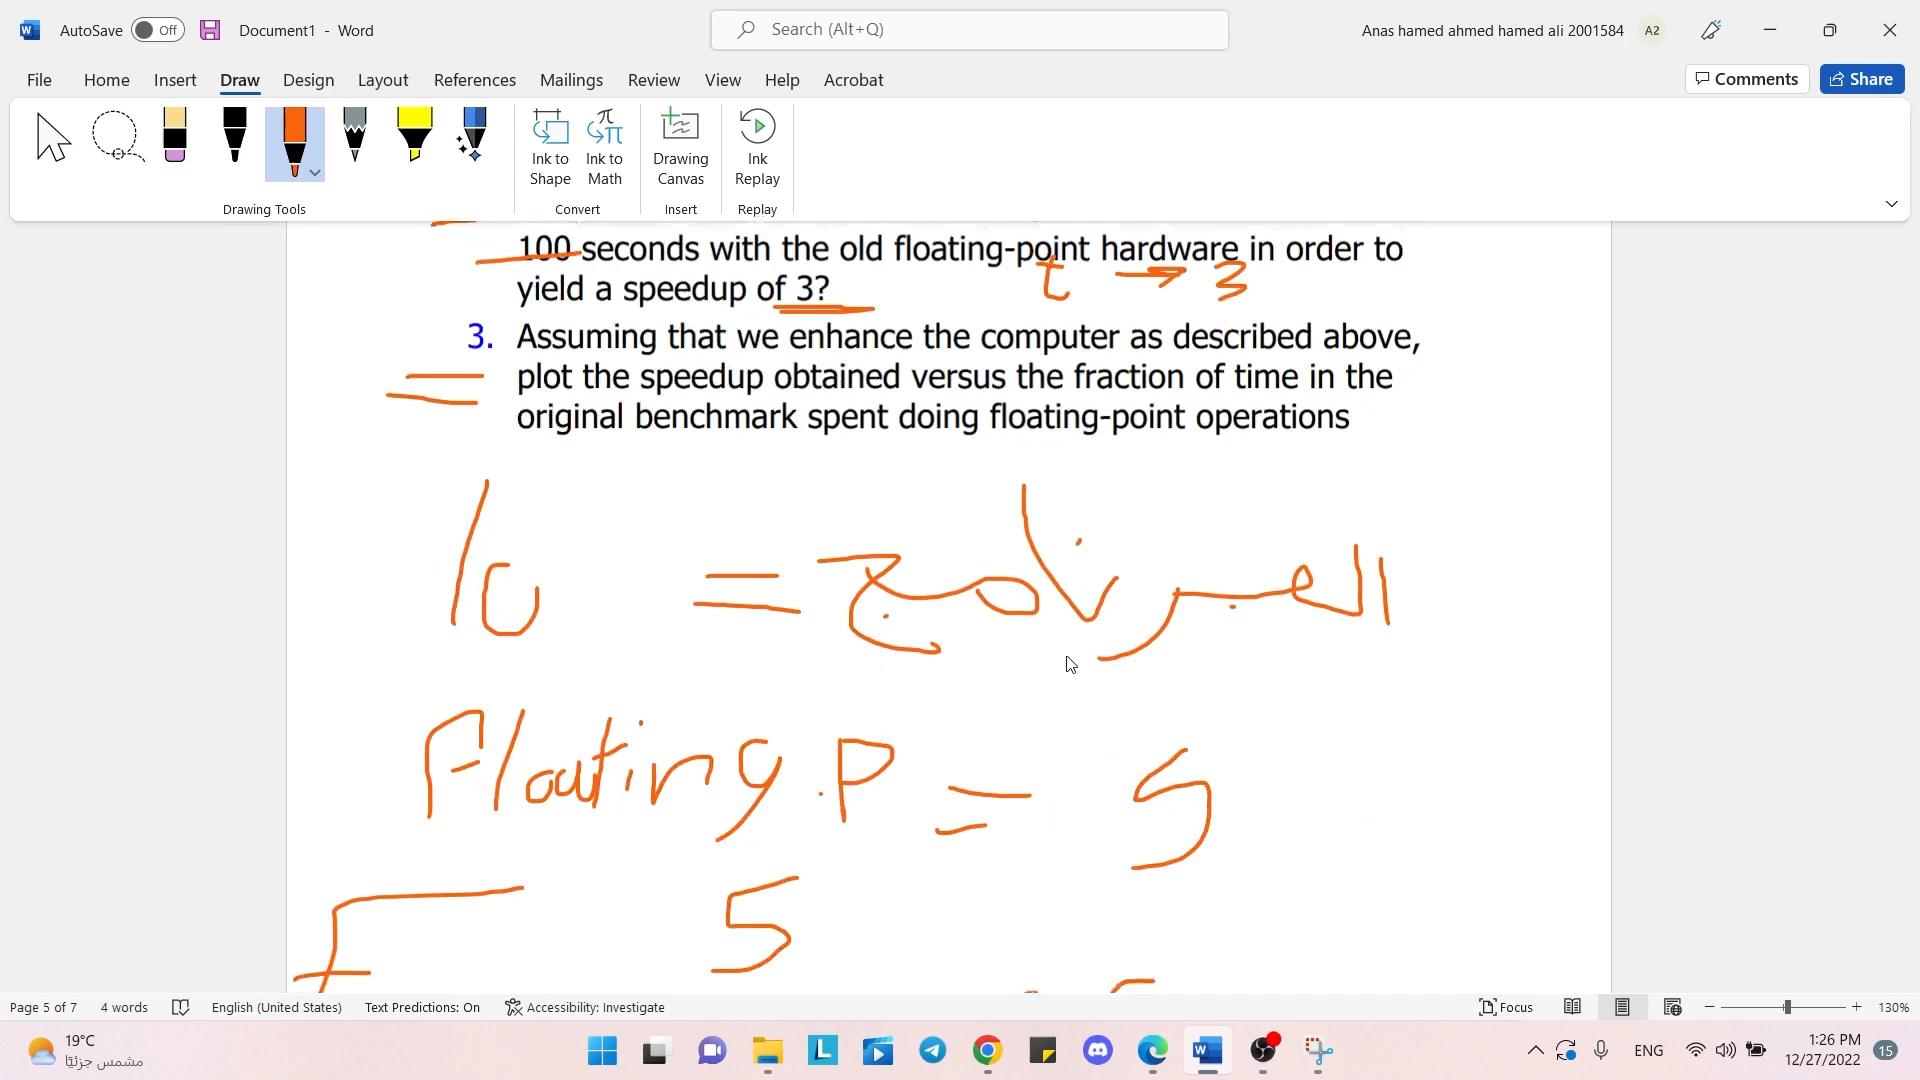 AutoSave Off Document1 - Word Search (Alt+Q) Anas hamed ahmed hamed ali 2001584 A2
File Home Insert Draw Design Layout References Mailings Review View Help Acrobat Comments Share
Ink to Shape
Ink to Math
Drawing Canvas
Ink Replay
Drawing Tools Convert Insert Replay
100 seconds with the old floating-point hardware in order to
yield a speedup of 3?
t → 3
3. Assuming that we enhance the computer as described above,
plot the speedup obtained versus the fraction of time in the
original benchmark spent doing floating-point operations
10 =
Floating.P = 5
5
Page 5 of 7 4 words English (United States) Text Predictions: On Accessibility: Investigate Focus 130%
19°C
مشمس جزئيًا
ENG
1:26 PM
12/27/2022
15